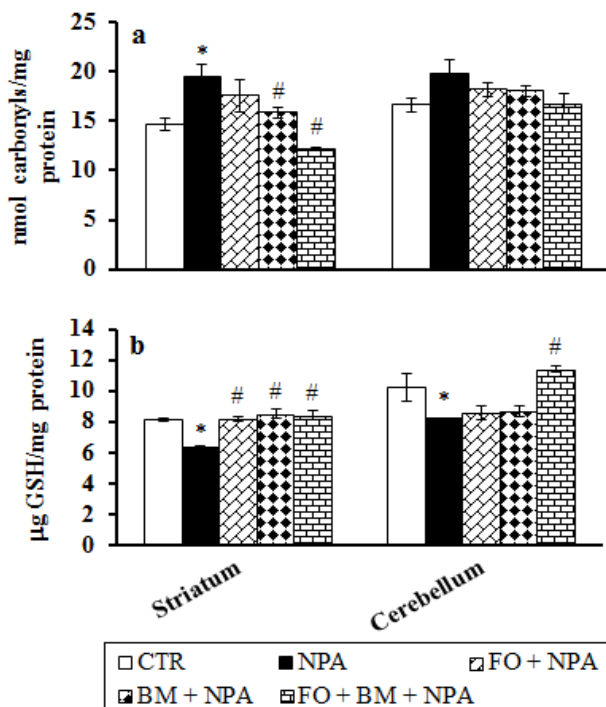 a
nmol carbonyls/mg
protein
25
20
15
10
5
0
*
#
#
b
µg GSH/mg protein
14
12
10
8
6
4
2
0
*
#
#
#
*
#
Striatum
Cerebellum
CTR
NPA
FO + NPA
BM + NPA
FO + BM + NPA